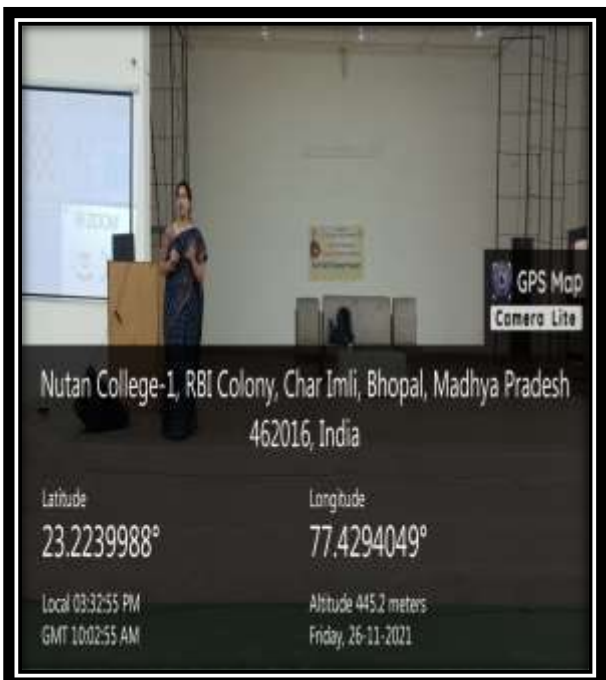 ZOOM
GPS Map
Camera Lite
Nutan College-1, RBI Colony, Char Imli, Bhopal, Madhya Pradesh
462016, India
Latitude
Longitude
23.2239988°
77.4294049°
Local 03:32:55 PM
Altitude 445.2 meters
GMT 10:02:55 AM
Friday, 26-11-2021